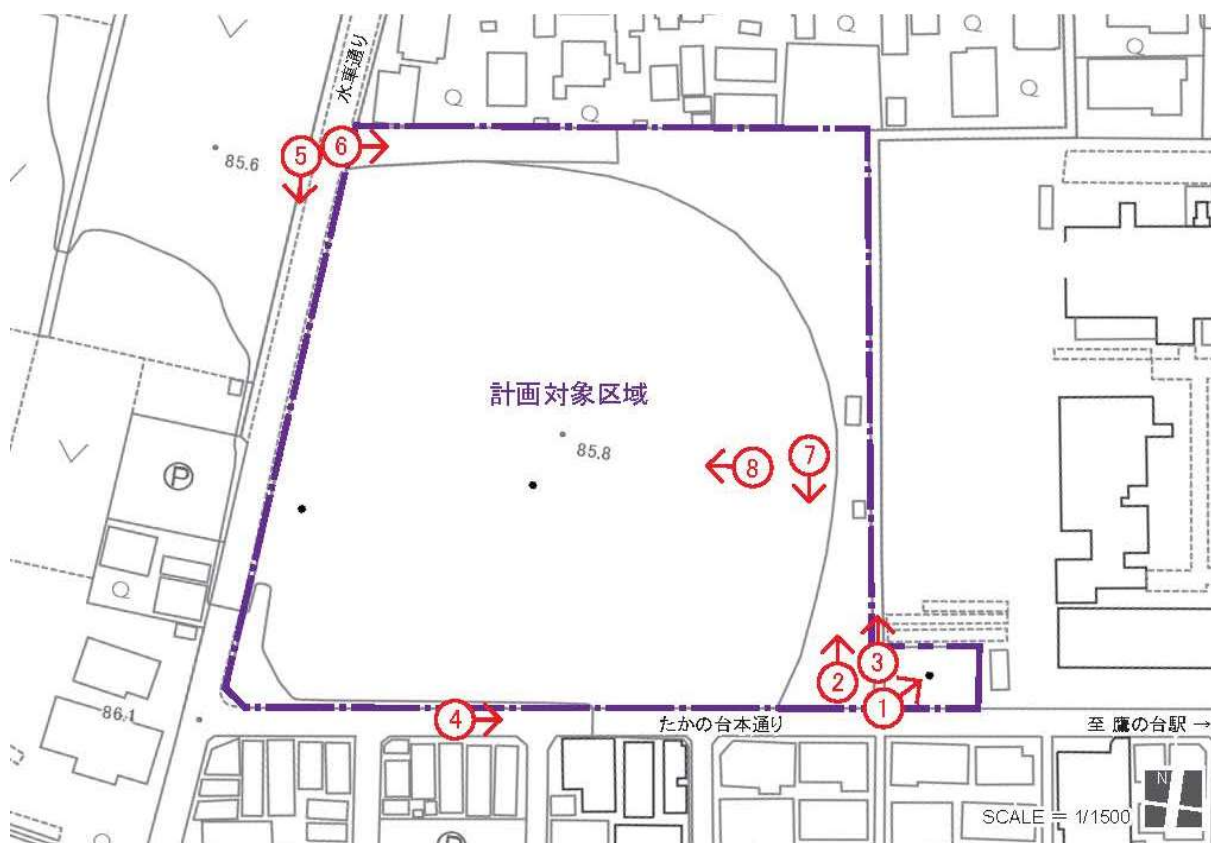 水車通り
⑤
⑥
85.6
計画対象区域
85.8
⑧
⑦
Ⓟ
③
②
①
④
86.1
たかの台本通り
至 鷹の台駅 →
N
SCALE = 1/1500